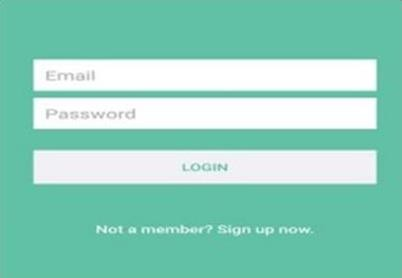 Email
Password
LOGIN
Not a member? Sign up now.